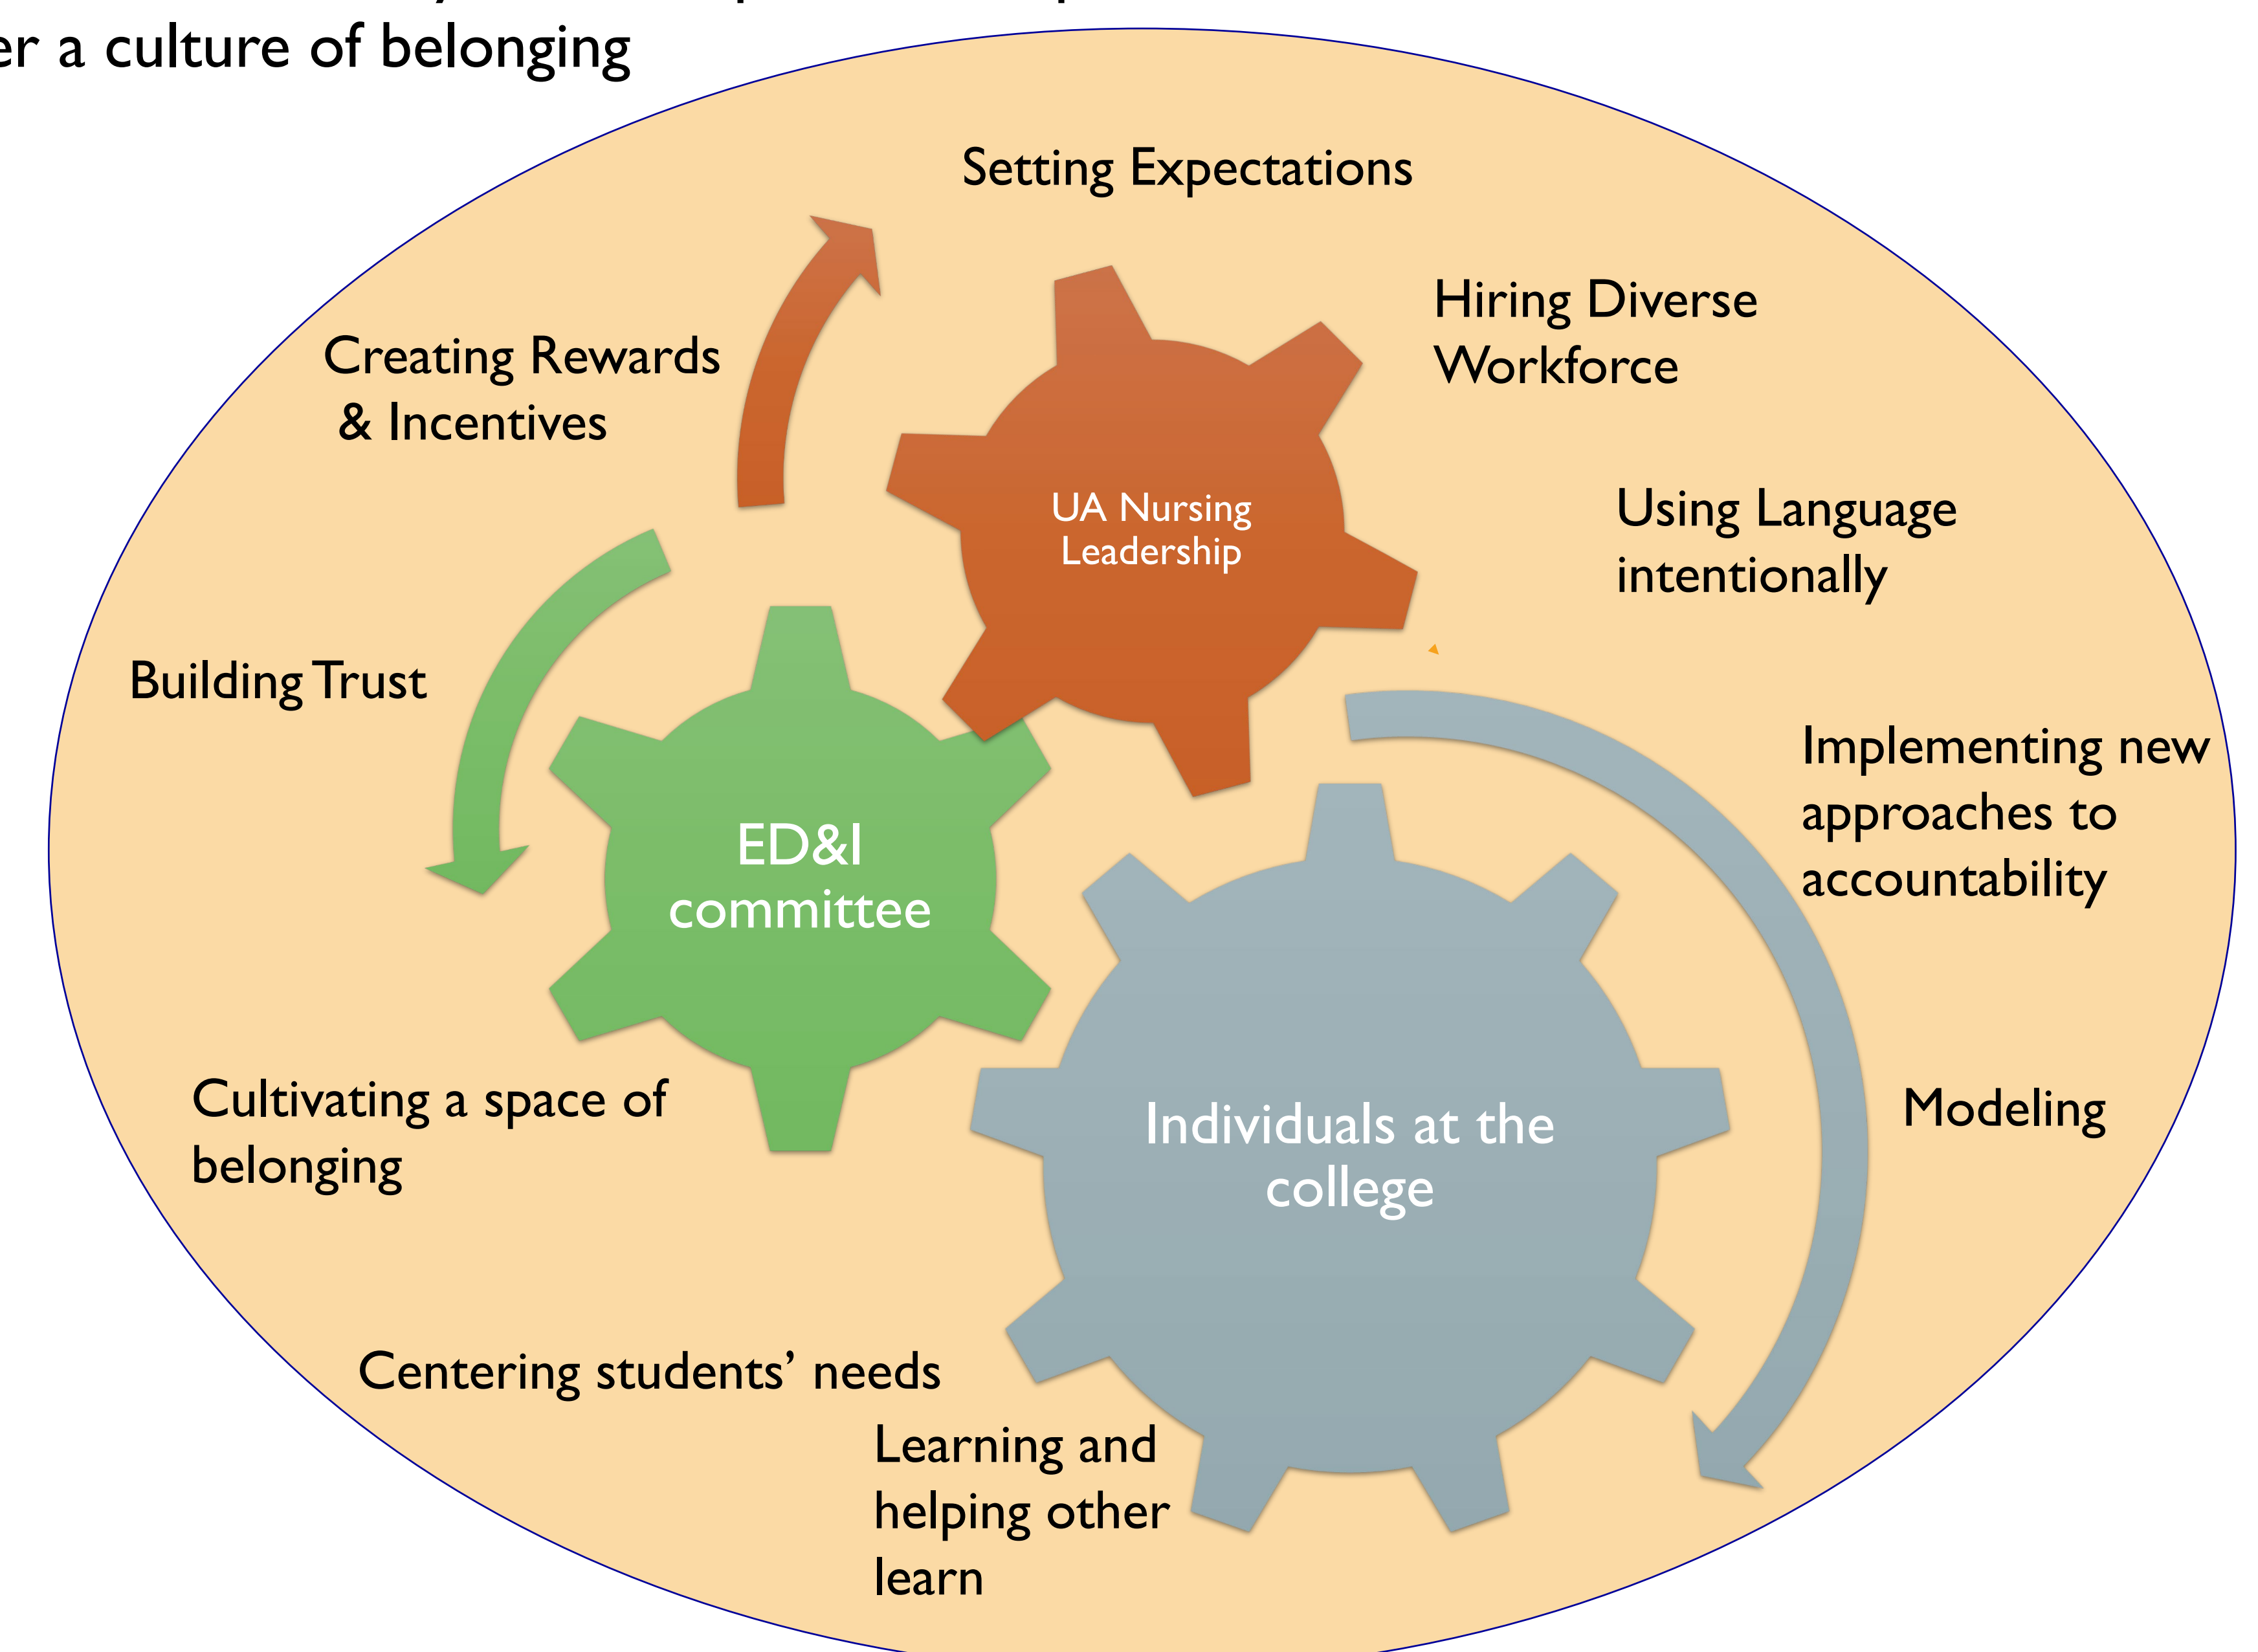 a culture of belonging
Setting Expectations
Hiring Diverse
Workforce
Creating Rewards
& Incentives
UA Nursing
Leadership
Using Language
intentionally
Building Trust
Implementing new
approaches to
accountability
ED&I
committee
Cultivating a space of
belonging
Modeling
Individuals at the
college
Centering students’ needs
Learning and
helping other
learn